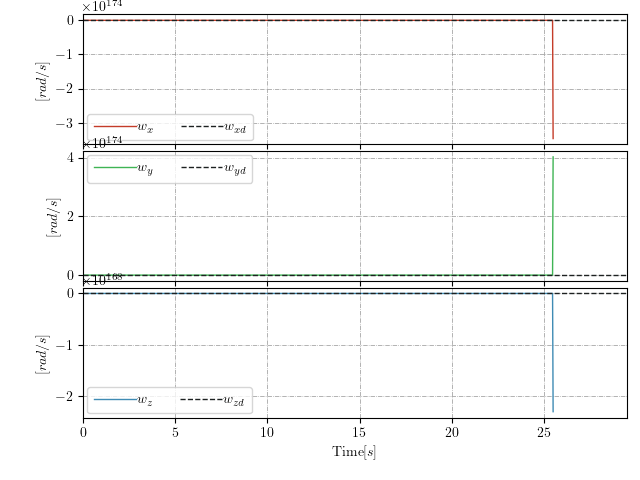 ×10^174
0
−1
−2
−3
[rad/s]
w_x w_xd
×10^174
4
2
0
[rad/s]
w_y w_yd
×10^168
0
−1
−2
[rad/s]
w_z w_zd
0 5 10 15 20 25
Time[s]